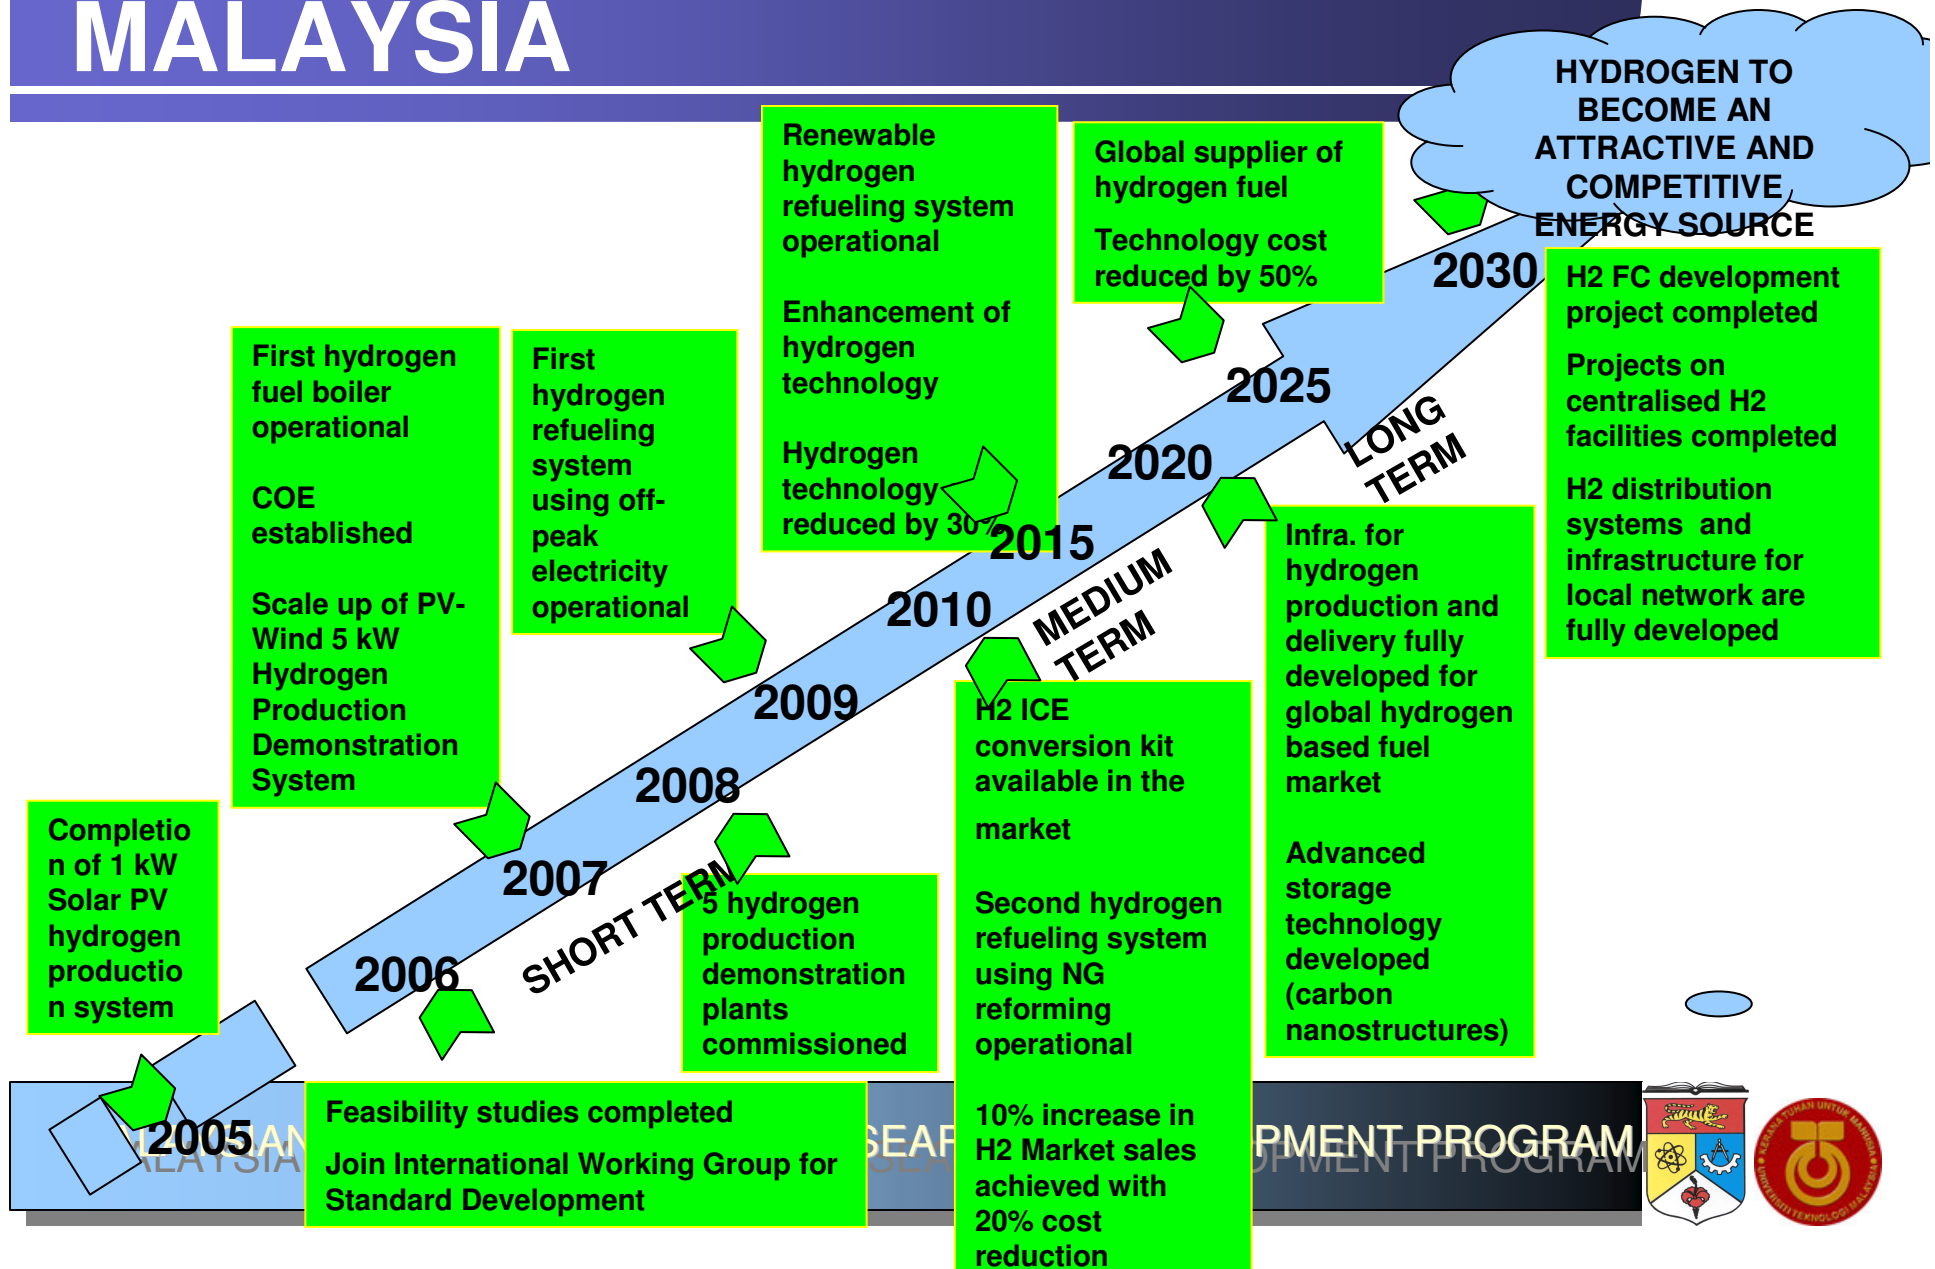 MALAYSIA
HYDROGEN TO
BECOME AN
ATTRACTIVE AND
COMPETITIVE
ENERGY SOURCE
Renewable
hydrogen
refueling system
operational
Enhancement of
hydrogen
technology
Hydrogen
technology
reduced by 30%
Global supplier of
hydrogen fuel
Technology cost
reduced by 50%
2030
H2 FC development
project completed
Projects on
centralised H2
facilities completed
H2 distribution
systems and
infrastructure for
local network are
fully developed
First hydrogen
fuel boiler
operational
COE
established
Scale up of PV-
Wind 5 kW
Hydrogen
Production
Demonstration
System
First
hydrogen
refueling
system
using off-
peak
electricity
operational
2025
LONG
TERM
2020
2015
MEDIUM
TERM
2010
2009
2008
2007
SHORT TERM
2006
2005
Infra. for
hydrogen
production and
delivery fully
developed for
global hydrogen
based fuel
market
Advanced
storage
technology
developed
(carbon
nanostructures)
H2 ICE
conversion kit
available in the
market
Second hydrogen
refueling system
using NG
reforming
operational
10% increase in
H2 Market sales
achieved with
20% cost
reduction
Completio
n of 1 kW
Solar PV
hydrogen
productio
n system
5 hydrogen
production
demonstration
plants
commissioned
Feasibility studies completed
Join International Working Group for
Standard Development
PROGRAM
KERANA TUHAN UNTUK MANUSIA
UNIVERSITI TEKNOLOGI MALAYSIA